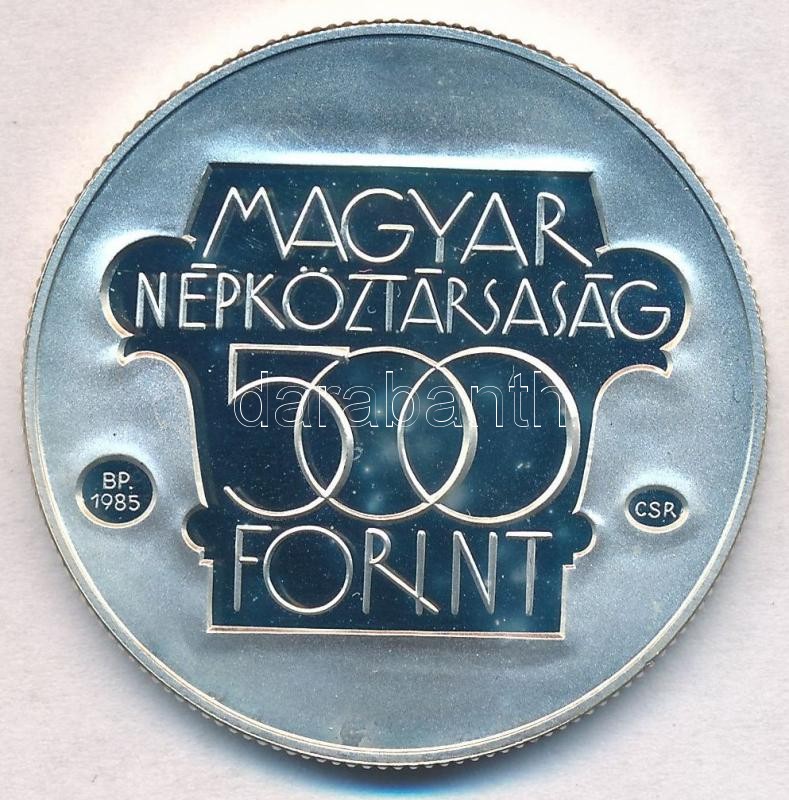 MAGYAR
NÉPKÖZTÁRSASÁG
500
darabanth
BP.
1985
CSR
FORINT